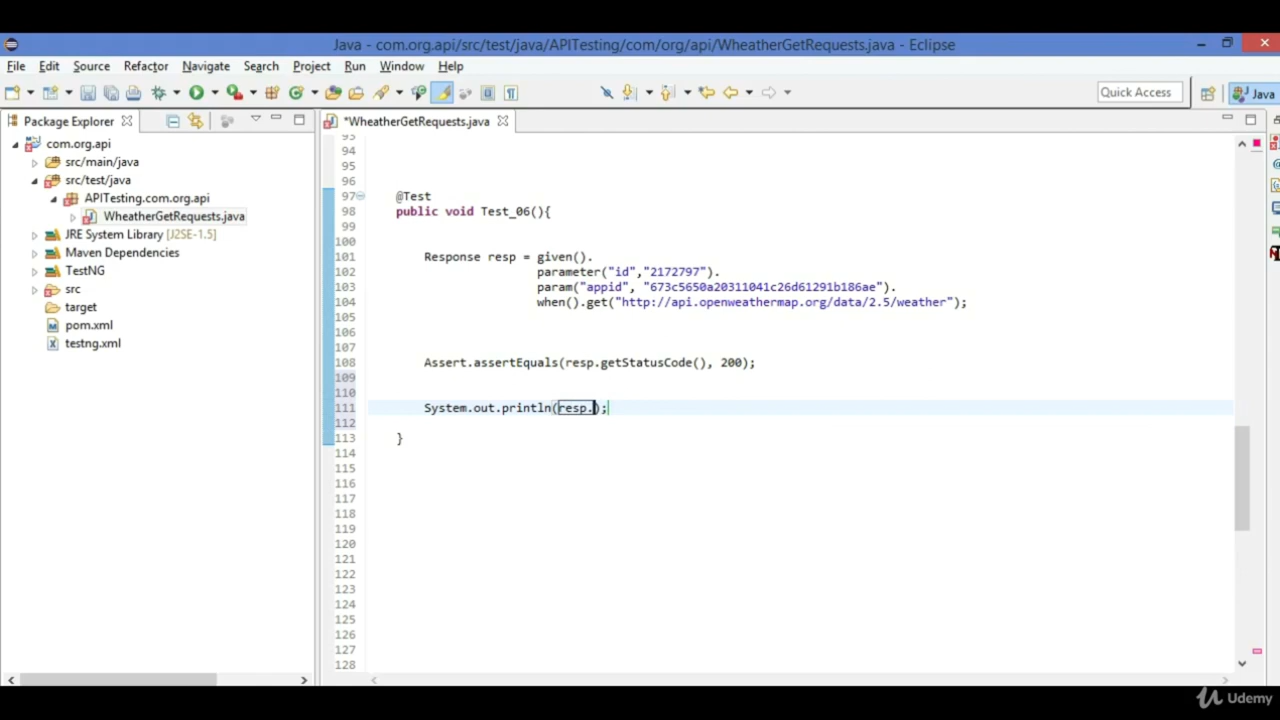 Java - com.org.api/src/test/java/APITesting/com/org/api/WheatherGetRequests.java - Eclipse
File Edit Source Refactor Navigate Search Project Run Window Help
Quick Access
Java
Package Explorer
*WheatherGetRequests.java
com.org.api
src/main/java
src/test/java
APITesting.com.org.api
WheatherGetRequests.java
JRE System Library [J2SE-1.5]
Maven Dependencies
TestNG
src
target
pom.xml
testng.xml
93
94
95
96
97 @Test
98 public void Test_06(){
99
100
101 Response resp = given().
102 parameter("id","2172797").
103 param("appid", "673c5650a20311041c26d61291b186ae").
104 when().get("http://api.openweathermap.org/data/2.5/weather");
105
106
107
108 Assert.assertEquals(resp.getStatusCode(), 200);
109
110
111 System.out.println(resp.);
112
113 }
114
115
116
117
118
119
120
121
122
123
124
125
126
127
128
Udemy